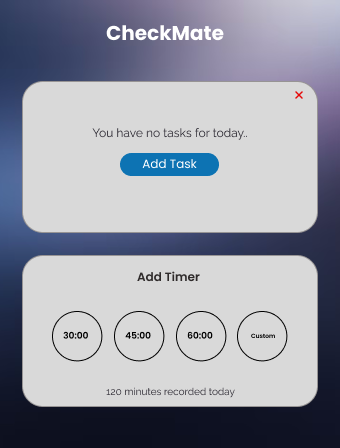 CheckMate
You have no tasks for today..
Add Task
Add Timer
30:00 45:00 60:00 Custom
120 minutes recorded today